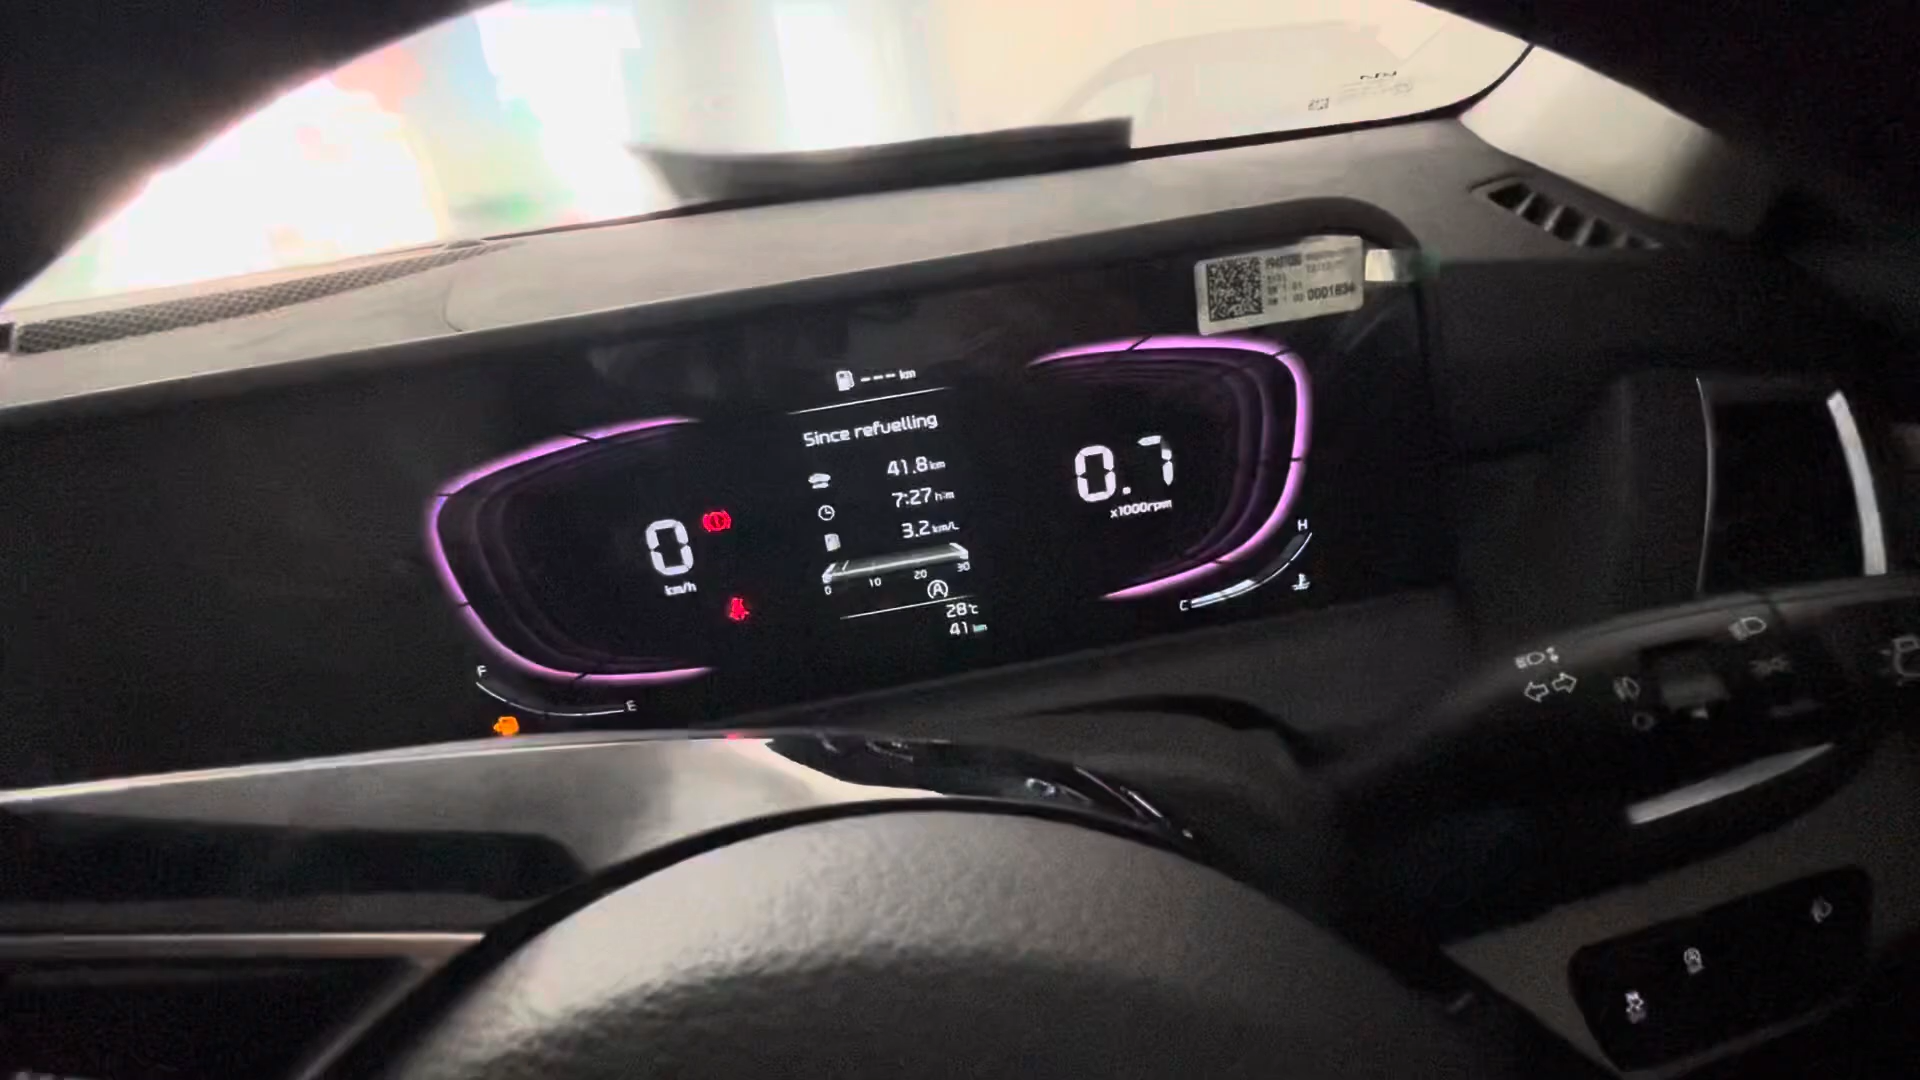 --- km
Since refuelling
41.8 km
7:27 h:m
3.2 km/L
0 10 20 30
(A)
28°C
41 km
0
km/h
F
E
0.7
x1000rpm
H
C
0001834